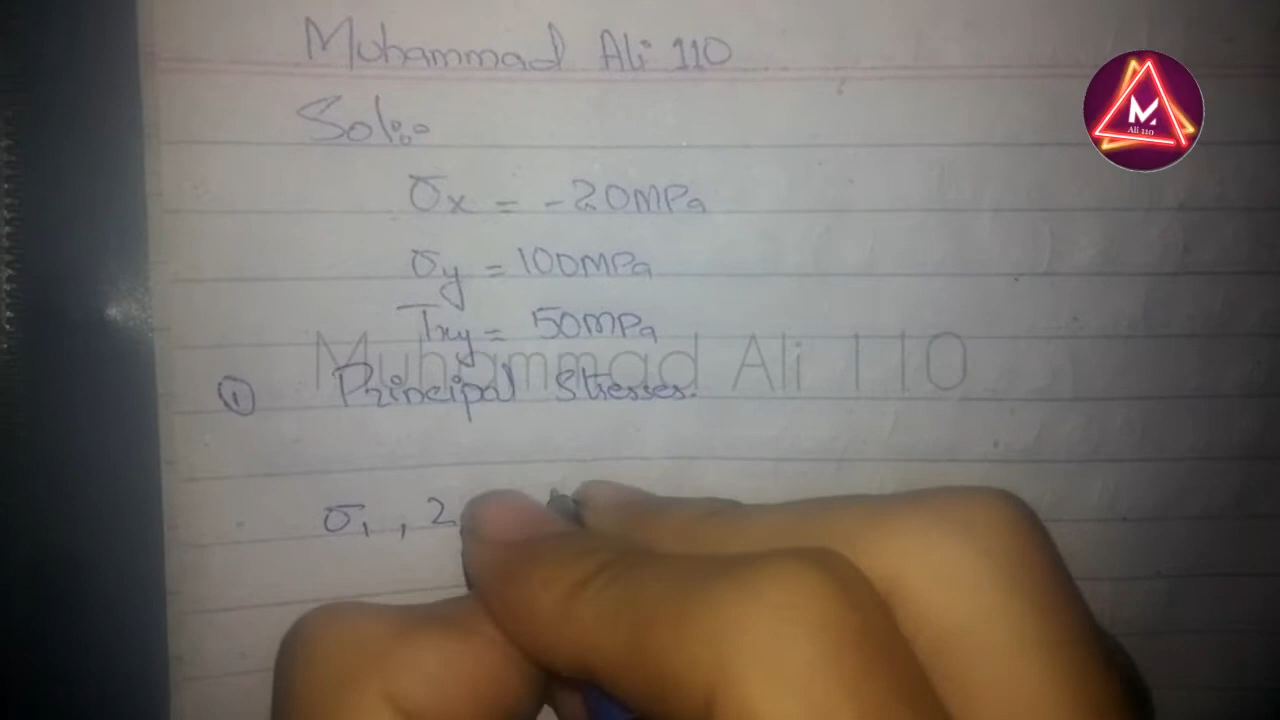 Muhammad Ali 110
Sol:-
σx = -20MPa
σy = 100MPa
τxy = 50MPa
① Principal Stresses.
σ1, 2
Muhammad Ali 110
M
Ali 110